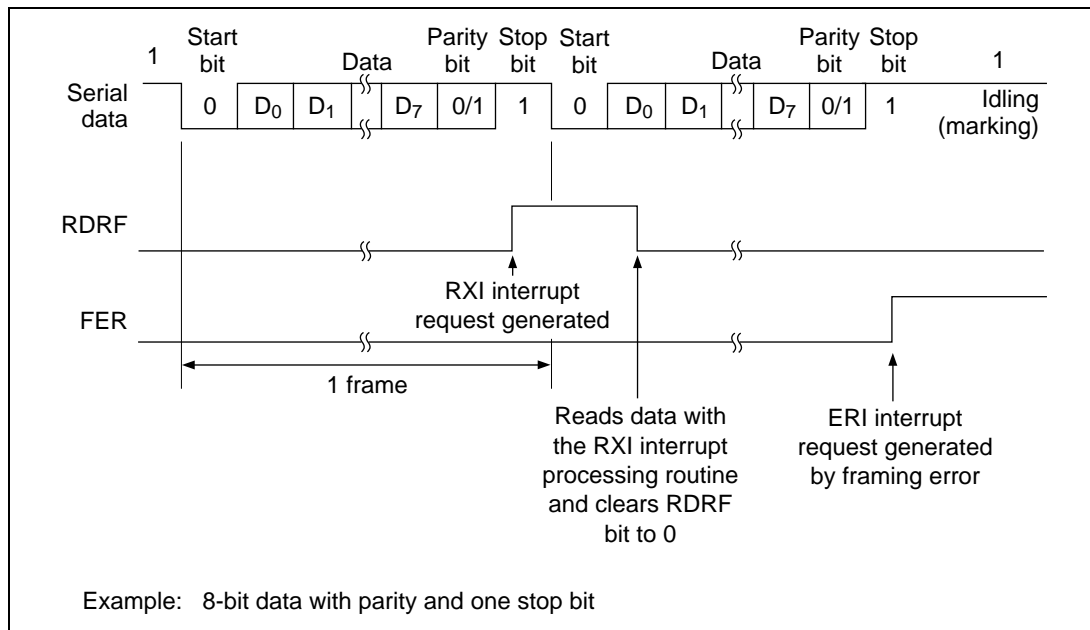 1 Start bit Data Parity bit Stop bit Start bit Data Parity bit Stop bit 1
Serial data 0 D0 D1 D7 0/1 1 0 D0 D1 D7 0/1 1 Idling (marking)
RDRF
RXI interrupt
request generated
FER
1 frame
Reads data with
the RXI interrupt
processing routine
and clears RDRF
bit to 0
ERI interrupt
request generated
by framing error
Example: 8-bit data with parity and one stop bit